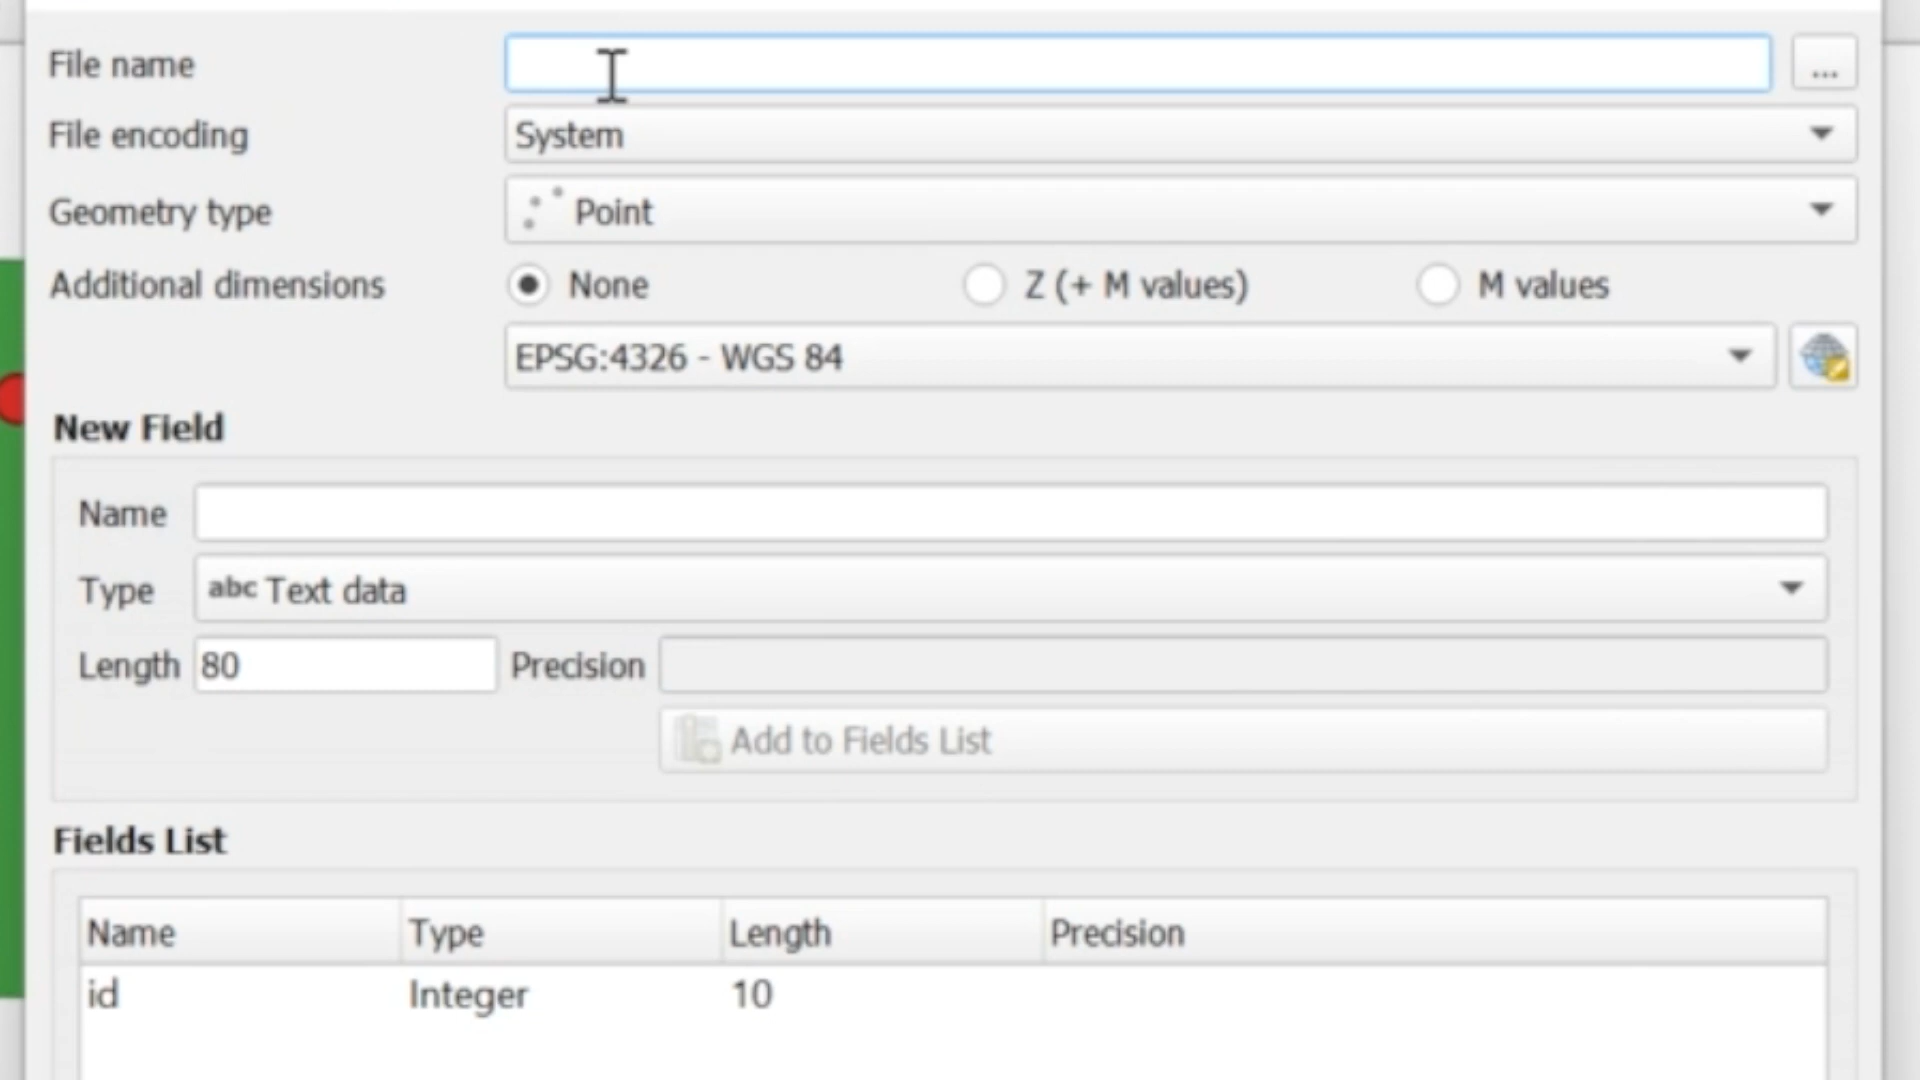 File name
...
File encoding System
Geometry type Point
Additional dimensions None Z (+ M values) M values
EPSG:4326 - WGS 84
New Field
Name
Type abc Text data
Length 80 Precision
Add to Fields List
Fields List
Name Type Length Precision
id Integer 10